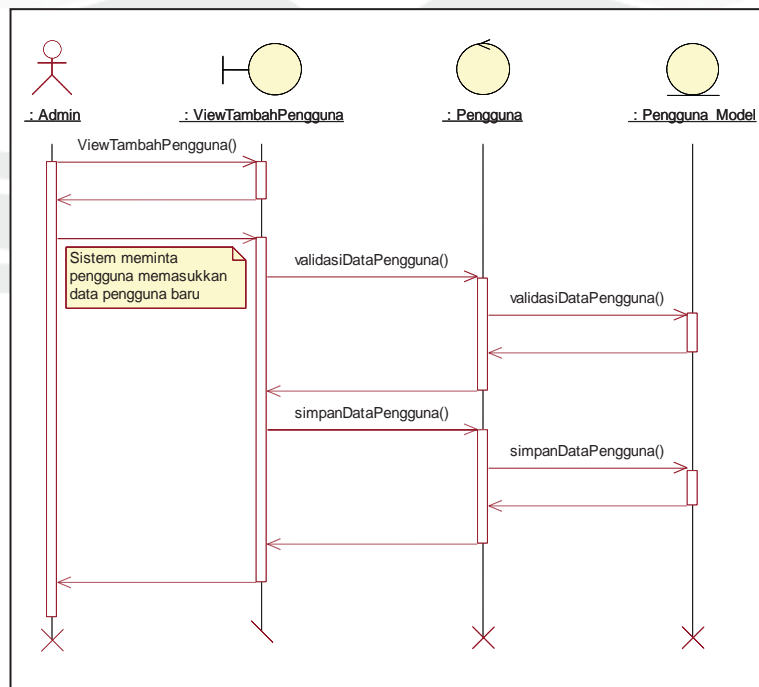 : Admin
: ViewTambahPengguna
: Pengguna
: Pengguna_Model
ViewTambahPengguna()
Sistem meminta
pengguna memasukkan
data pengguna baru
validasiDataPengguna()
validasiDataPengguna()
simpanDataPengguna()
simpanDataPengguna()